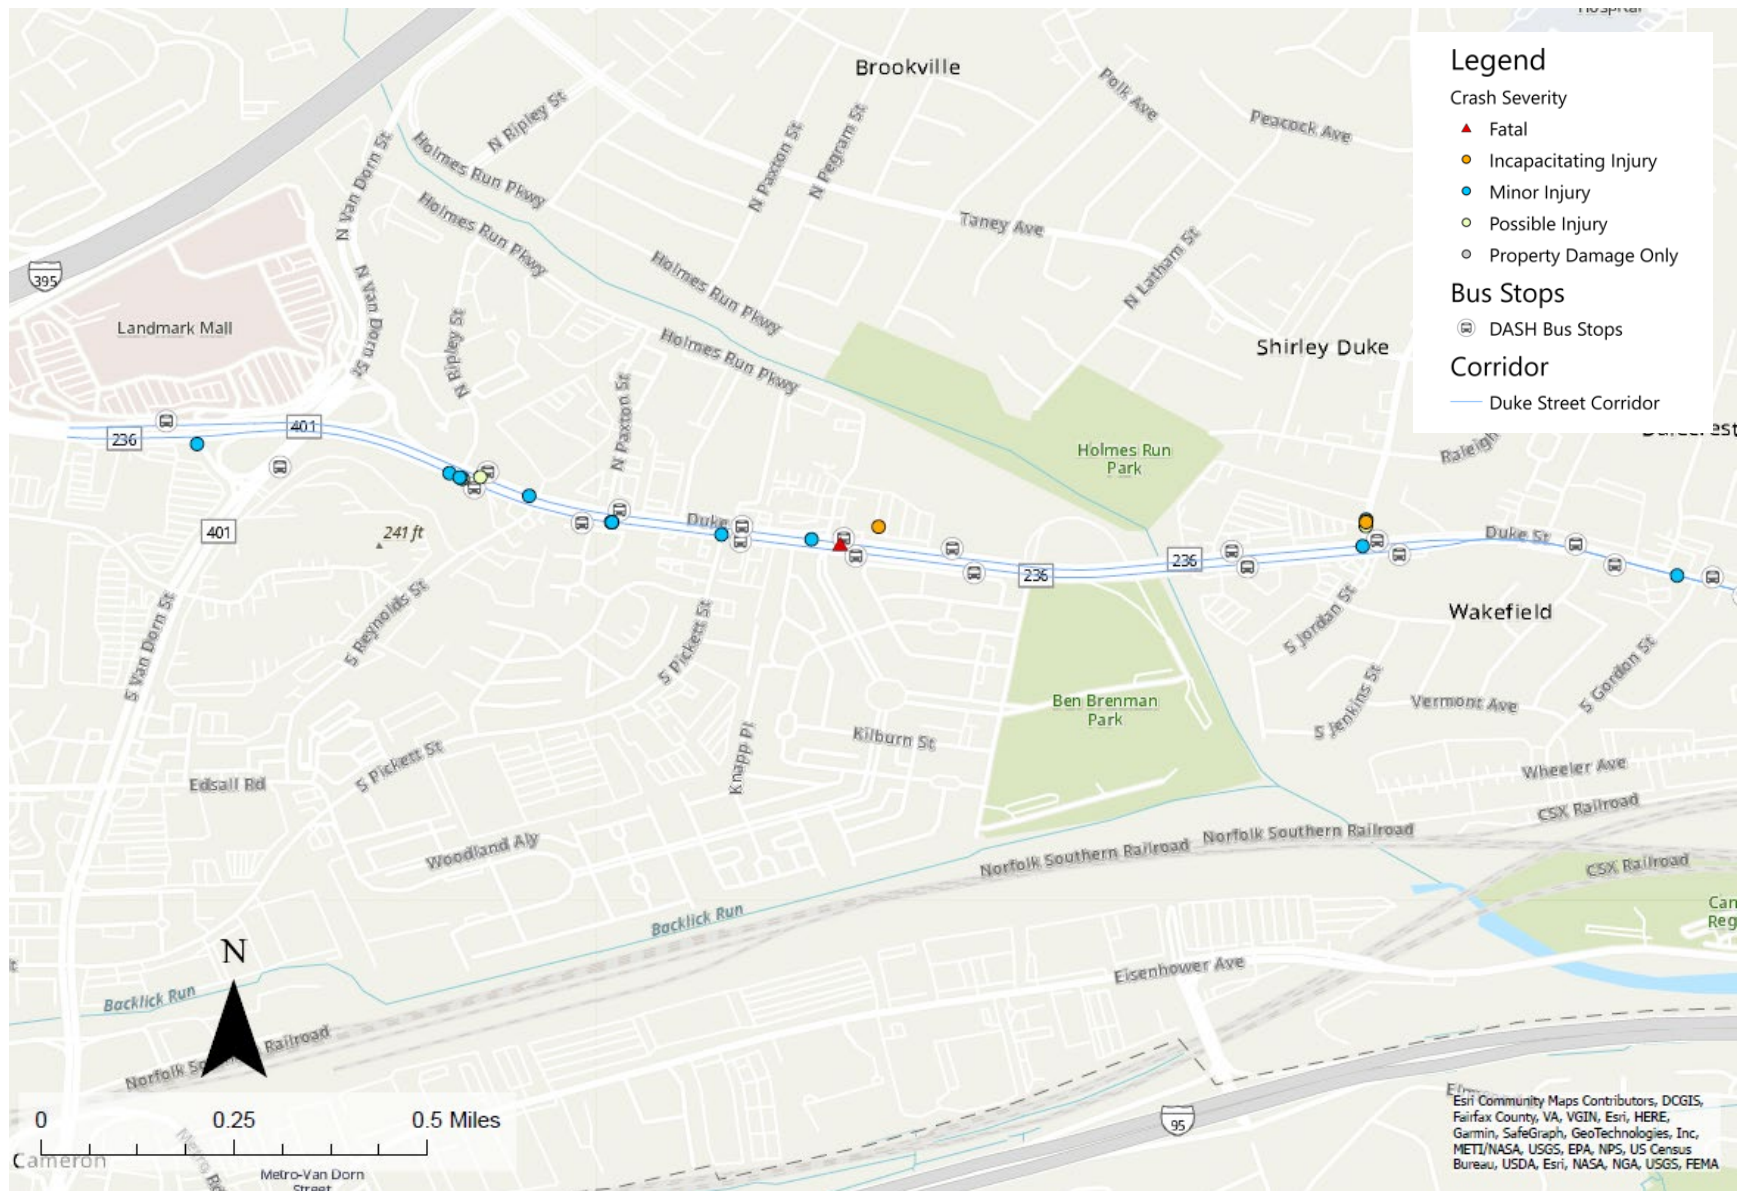 Hospital
Brookville
Legend
Crash Severity
Fatal
Incapacitating Injury
Minor Injury
Possible Injury
Property Damage Only
Bus Stops
DASH Bus Stops
Corridor
Duke Street Corridor
Polk Ave
Peacock Ave
N Ripley St
N Paxton St
N Pegram St
Holmes Run Pkwy
N Van Dorn St
Holmes Run Pkwy
Taney Ave
N Latham St
Holmes Run Pkwy
395
Landmark Mall
N Van Dorn St
N Ripley St
Holmes Run Pkwy
Shirley Duke
N Paxton St
Holmes Run
Park
Raleigh
236
401
401
241 ft
Duke
236
236
Duke St
Wakefield
S Van Dorn St
S Reynolds St
S Pickett St
S Jordan St
S Jenkins St
S Gordon St
Vermont Ave
Ben Brenman
Park
Kilburn St
Knapp Pl
S Pickett St
Edsall Rd
Wheeler Ave
CSX Railroad
Woodland Aly
Norfolk Southern Railroad
Norfolk Southern Railroad
CSX Railroad
Can
Reg
Backlick Run
Eisenhower Ave
N
Backlick Run
Norfolk So
Railroad
0 0.25 0.5 Miles
95
Cameron
Metro-Van Dorn
Street
Esri Community Maps Contributors, DCGIS,
Fairfax County, VA, VGIN, Esri, HERE,
Garmin, SafeGraph, GeoTechnologies, Inc,
METI/NASA, USGS, EPA, NPS, US Census
Bureau, USDA, Esri, NASA, NGA, USGS, FEMA